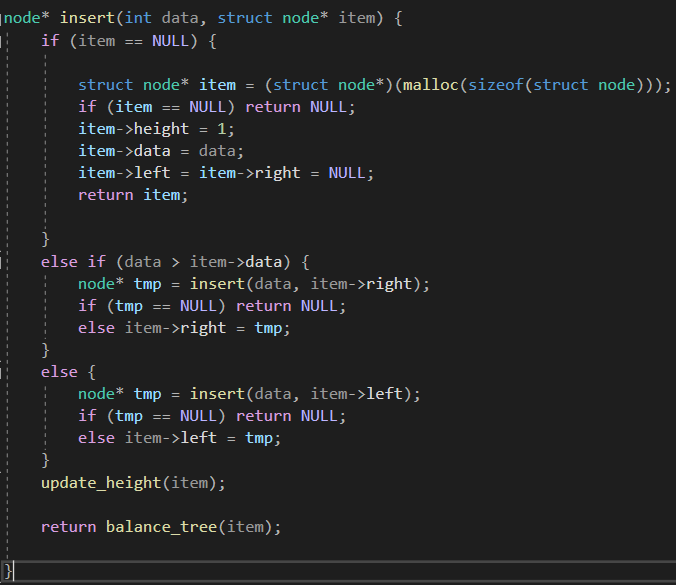 node* insert(int data, struct node* item) {
if (item == NULL) {
struct node* item = (struct node*)(malloc(sizeof(struct node)));
if (item == NULL) return NULL;
item->height = 1;
item->data = data;
item->left = item->right = NULL;
return item;
}
else if (data > item->data) {
node* tmp = insert(data, item->right);
if (tmp == NULL) return NULL;
else item->right = tmp;
}
else {
node* tmp = insert(data, item->left);
if (tmp == NULL) return NULL;
else item->left = tmp;
}
update_height(item);
return balance_tree(item);
}